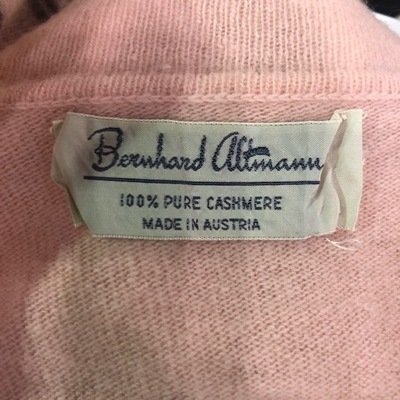 Bernhard Altmann
100% PURE CASHMERE
MADE IN AUSTRIA